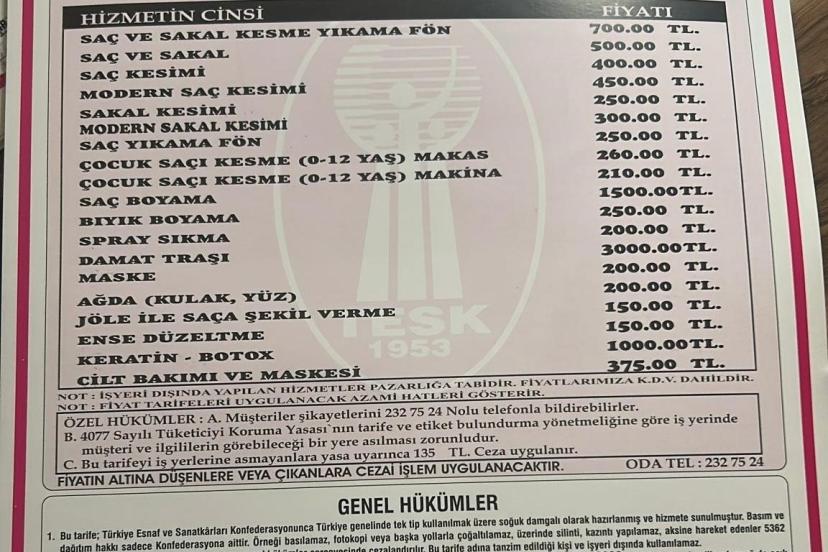 HİZMETİN CİNSİ FİYATI
SAÇ VE SAKAL KESME YIKAMA FÖN 700.00 TL.
SAÇ VE SAKAL 500.00 TL.
SAÇ KESİMİ 400.00 TL.
MODERN SAÇ KESİMİ 450.00 TL.
SAKAL KESİMİ 250.00 TL.
MODERN SAKAL KESİMİ 300.00 TL.
SAÇ YIKAMA FÖN 250.00 TL.
ÇOCUK SAÇI KESME (0-12 YAŞ) MAKAS 260.00 TL.
ÇOCUK SAÇI KESME (0-12 YAŞ) MAKİNA 210.00 TL.
SAÇ BOYAMA 1500.00TL.
BIYIK BOYAMA 250.00 TL.
SPRAY SIKMA 200.00 TL.
DAMAT TRAŞI 3000.00TL.
MASKE 200.00 TL.
AĞDA (KULAK, YÜZ) 200.00 TL.
JÖLE İLE SAÇA ŞEKİL VERME 150.00 TL.
ENSE DÜZELTME 150.00 TL.
KERATİN - BOTOX 1000.00TL.
CİLT BAKIMI VE MASKESİ 375.00 TL.
TESK
1953
NOT : İŞYERİ DIŞINDA YAPILAN HİZMETLER PAZARLIĞA TABİDİR. FİYATLARIMIZA K.D.V. DAHİLDİR.
NOT : FİYAT TARİFELERİ UYGULANACAK AZAMİ HATLERİ GÖSTERİR.
ÖZEL HÜKÜMLER : A. Müşteriler şikayetlerini 232 75 24 Nolu telefonla bildirebilirler.
B. 4077 Sayılı Tüketiciyi Koruma Yasası`nın tarife ve etiket bulundurma yönetmeliğine göre iş yerinde
müşteri ve ilgililerin görebileceği bir yere asılması zorunludur.
C. Bu tarifeyi iş yerlerine asmayanlara yasa uyarınca 135 TL. Ceza uygulanır.
FİYATIN ALTINA DÜŞENLERE VEYA ÇIKANLARA CEZAİ İŞLEM UYGULANACAKTIR. ODA TEL : 232 75 24
GENEL HÜKÜMLER
1. Bu tarife; Türkiye Esnaf ve Sanatkârları Konfederasyonunca Türkiye genelinde tek tip kullanılmak üzere soğuk damgalı olarak hazırlanmış ve hizmete sunulmuştur. Basım ve
dağıtım hakkı sadece Konfederasyona aittir. Örneği basılamaz, fotokopi veya başka yollarla çoğaltılamaz, üzerinde silinti, kazıntı yapılamaz, aksine hareket edenler 5362
cezalandırılır. Bu tarife adına tanzim edildiği kişi ve işyeri dışında kullanılamaz.